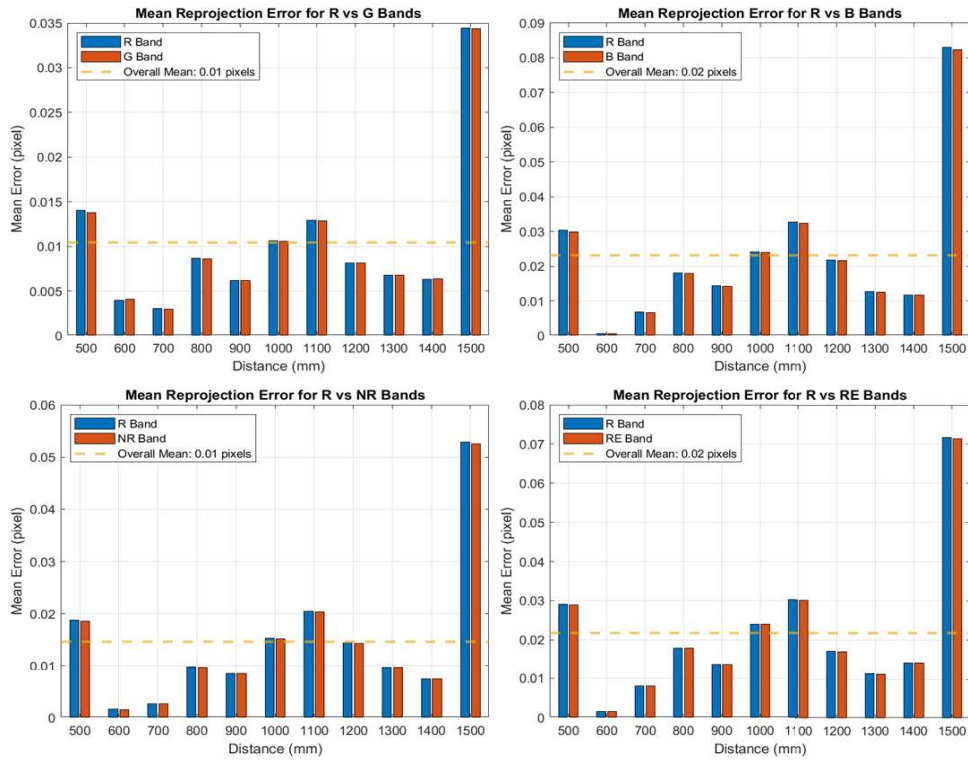 Mean Reprojection Error for R vs G Bands
R Band
G Band
Overall Mean: 0.01 pixels
0.035
0.03
0.025
0.02
0.015
0.01
0.005
0
Mean Error (pixel)
500 600 700 800 900 1000 1100 1200 1300 1400 1500
Distance (mm)
Mean Reprojection Error for R vs B Bands
R Band
B Band
Overall Mean: 0.02 pixels
0.09
0.08
0.07
0.06
0.05
0.04
0.03
0.02
0.01
0
Mean Error (pixel)
500 600 700 800 900 1000 1100 1200 1300 1400 1500
Distance (mm)
Mean Reprojection Error for R vs NR Bands
R Band
NR Band
Overall Mean: 0.01 pixels
0.06
0.05
0.04
0.03
0.02
0.01
0
Mean Error (pixel)
500 600 700 800 900 1000 1100 1200 1300 1400 1500
Distance (mm)
Mean Reprojection Error for R vs RE Bands
R Band
RE Band
Overall Mean: 0.02 pixels
0.08
0.07
0.06
0.05
0.04
0.03
0.02
0.01
0
Mean Error (pixel)
500 600 700 800 900 1000 1100 1200 1300 1400 1500
Distance (mm)